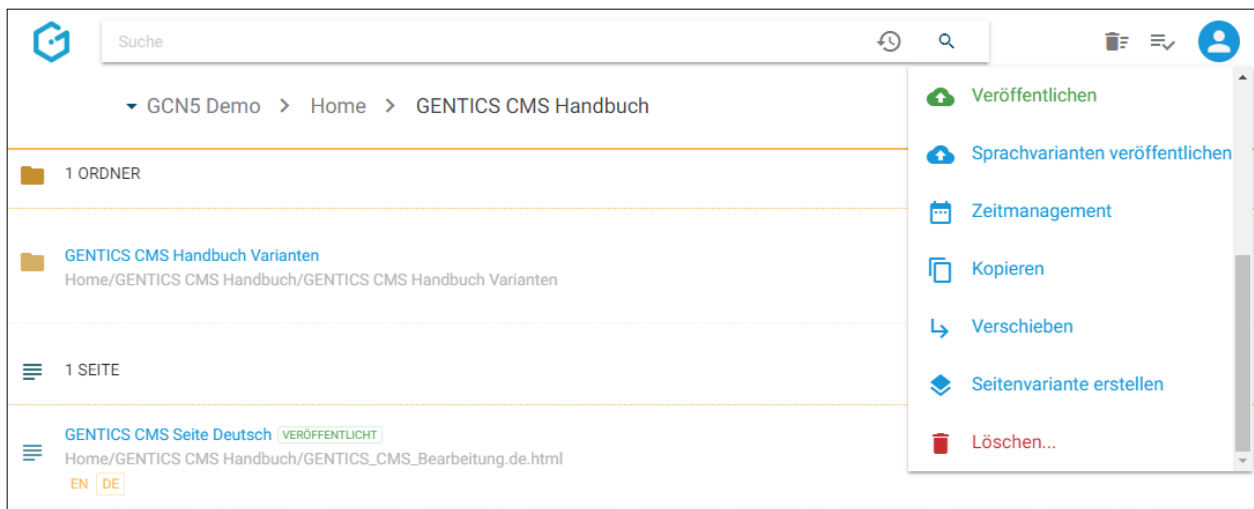 Suche
GCN5 Demo > Home > GENTICS CMS Handbuch
1 ORDNER
GENTICS CMS Handbuch Varianten
Home/GENTICS CMS Handbuch/GENTICS CMS Handbuch Varianten
1 SEITE
GENTICS CMS Seite Deutsch VERÖFFENTLICHT
Home/GENTICS CMS Handbuch/GENTICS_CMS_Bearbeitung.de.html
EN DE
Veröffentlichen
Sprachvarianten veröffentlichen
Zeitmanagement
Kopieren
Verschieben
Seitenvariante erstellen
Löschen...